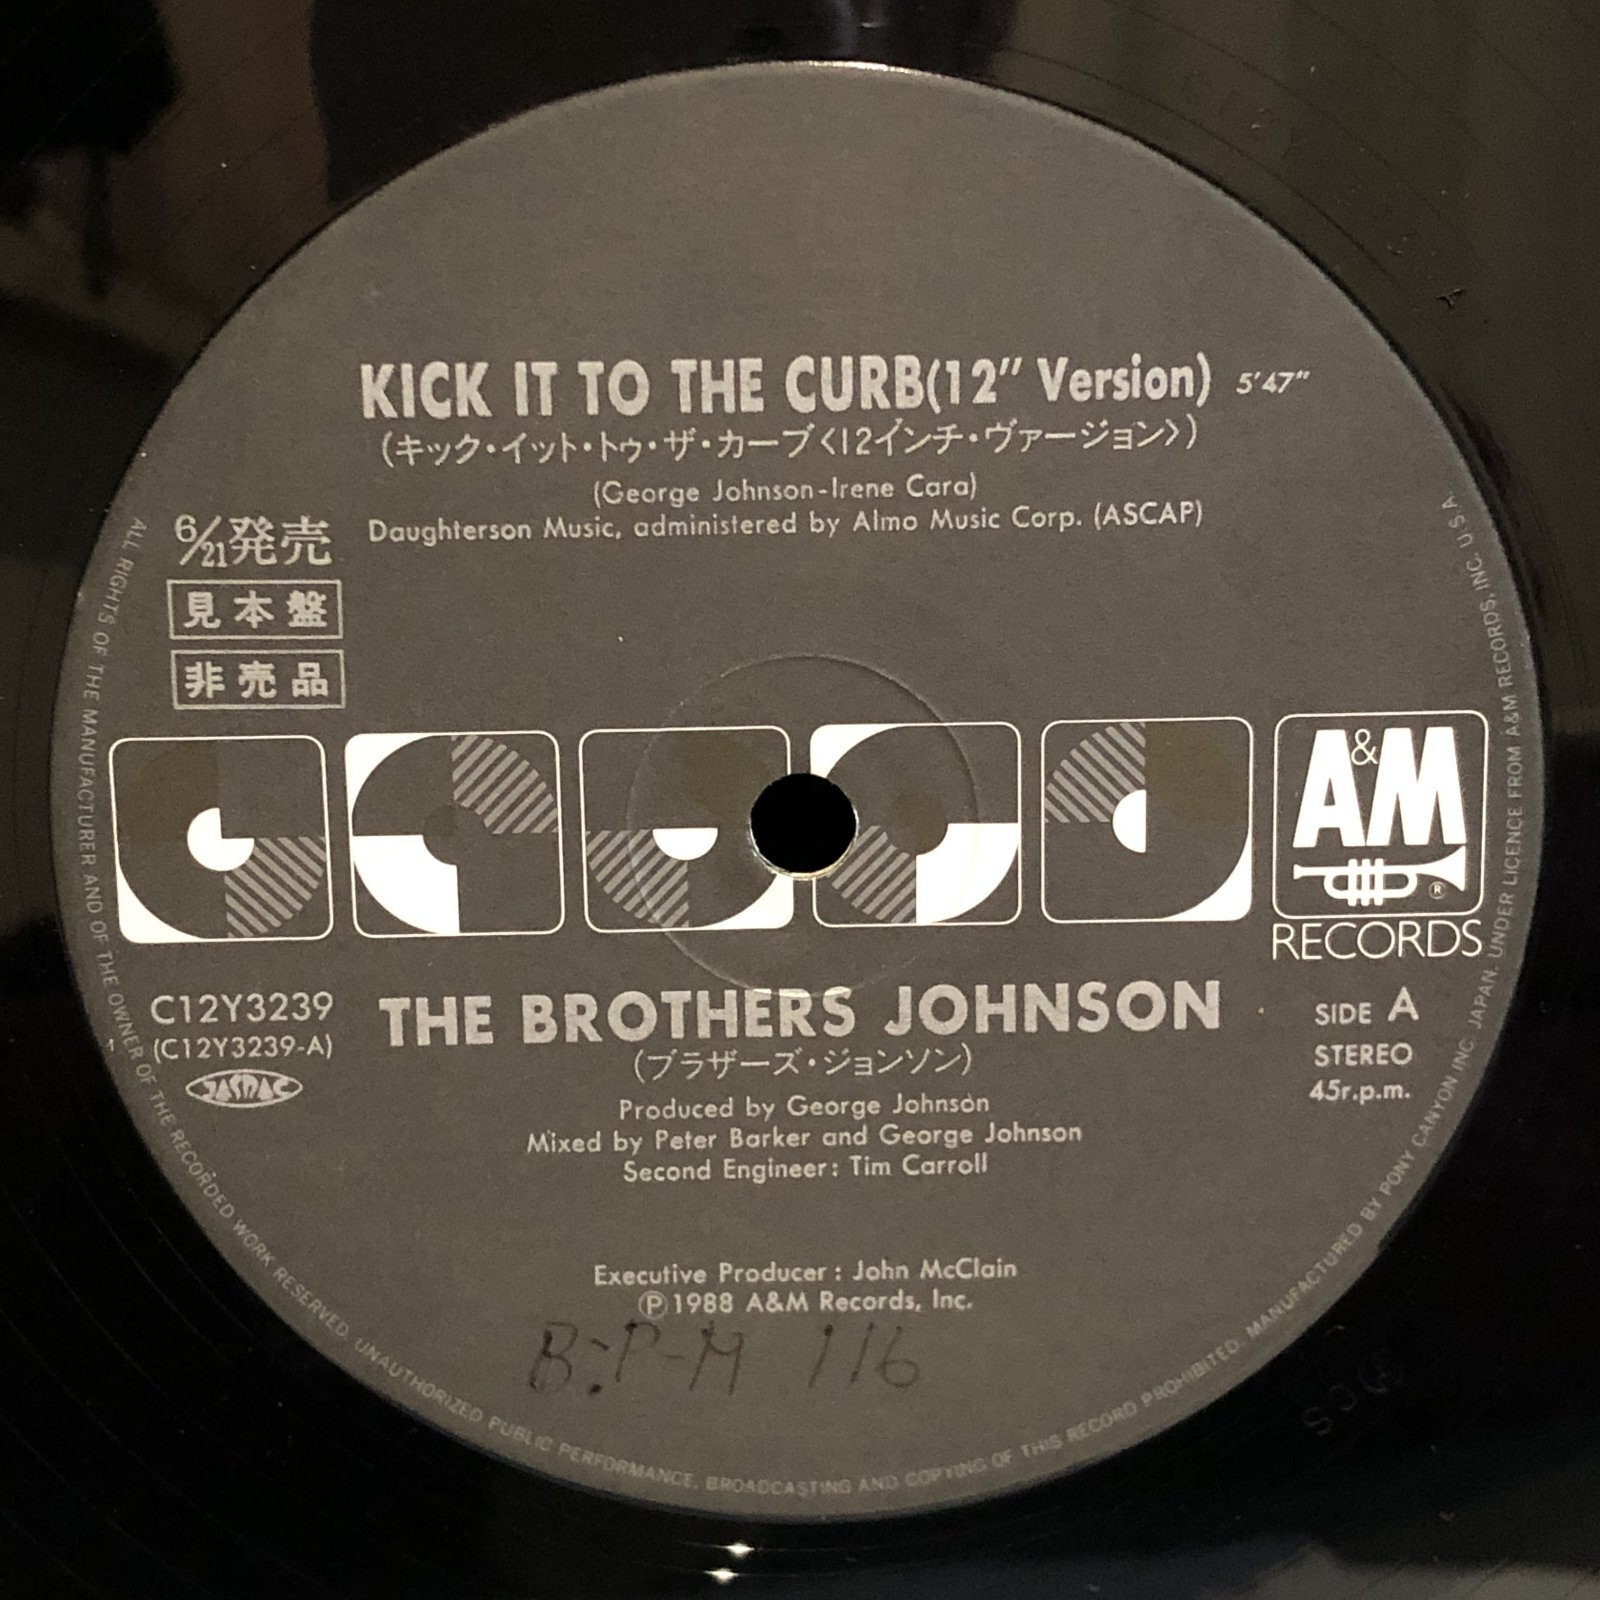 KICK IT TO THE CURB(12" Version) 5'47"
(キック・イット・トゥ・ザ・カーブ〈12インチ・ヴァージョン〉)
(George Johnson-Irene Cara)
Daughterson Music, administered by Almo Music Corp. (ASCAP)
6/21発売
見本盤
非売品
A&M
®
RECORDS
C12Y3239
(C12Y3239-A)
JASRAC
THE BROTHERS JOHNSON
(ブラザーズ・ジョンソン)
SIDE A
STEREO
45r.p.m.
Produced by George Johnson
Mixed by Peter Barker and George Johnson
Second Engineer: Tim Carroll
Executive Producer: John McClain
Ⓟ1988 A&M Records, Inc.
B:P-M 116
ALL RIGHTS OF THE MANUFACTURER AND OF THE OWNER OF THE RECORDED WORK RESERVED. UNAUTHORIZED PUBLIC PERFORMANCE, BROADCASTING AND COPYING OF THIS RECORD PROHIBITED. MANUFACTURED BY PONY CANYON INC. JAPAN. UNDER LICENCE FROM A&M RECORDS, INC. U.S.A.
A